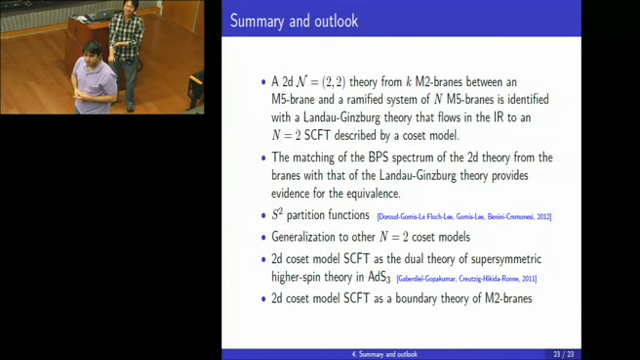 Summary and outlook
• A 2d 𝒩 = (2, 2) theory from k M2-branes between an
M5-brane and a ramified system of N M5-branes is identified
with a Landau-Ginzburg theory that flows in the IR to an
N = 2 SCFT described by a coset model.
• The matching of the BPS spectrum of the 2d theory from the
branes with that of the Landau-Ginzburg theory provides
evidence for the equivalence.
• S² partition functions [Doroud-Gomis-Le Floch-Lee, Gomis-Lee, Benini-Cremonesi, 2012]
• Generalization to other N = 2 coset models
• 2d coset model SCFT as the dual theory of supersymmetric
higher-spin theory in AdS₃ [Gaberdiel-Gopakumar, Creutzig-Hikida-Ronne, 2011]
• 2d coset model SCFT as a boundary theory of M2-branes
4. Summary and outlook
23 / 23